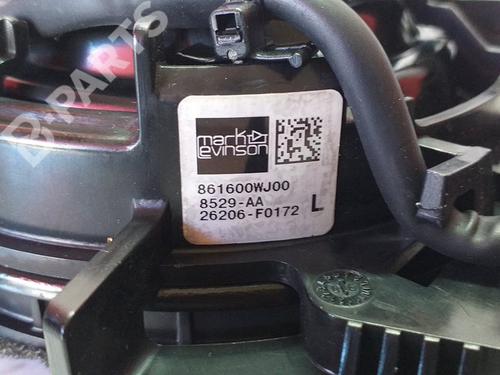 B-PARTS
mark
Levinson
861600WJ00
8529-AA
26206-F0172 L